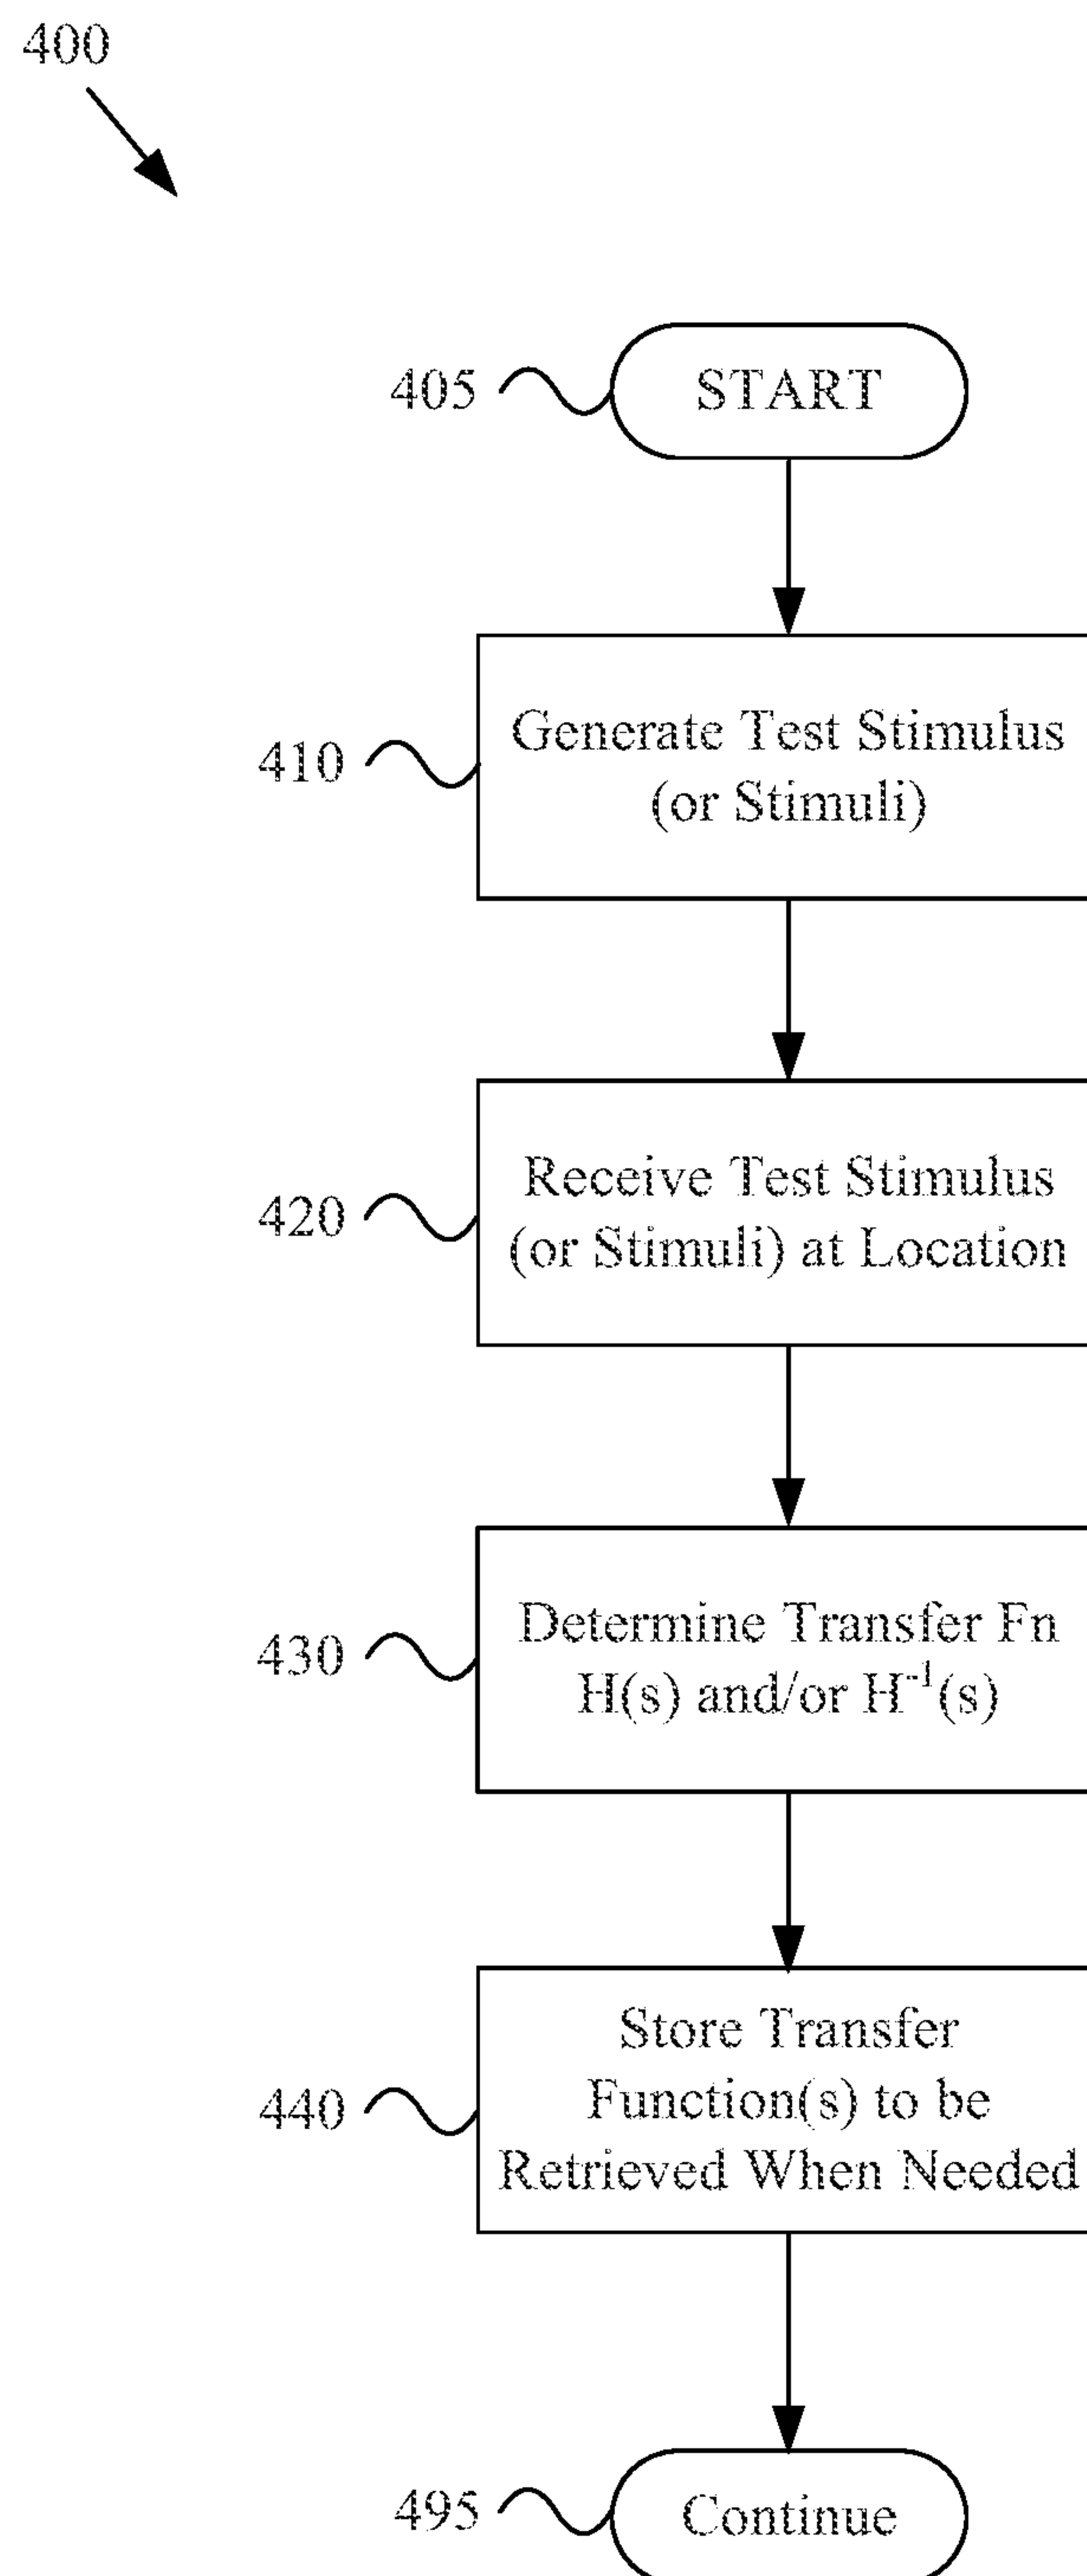 400
405 START
410 Generate Test Stimulus
(or Stimuli)
420 Receive Test Stimulus
(or Stimuli) at Location
430 Determine Transfer Fn
H(s) and/or H⁻¹(s)
440 Store Transfer
Function(s) to be
Retrieved When Needed
495 Continue